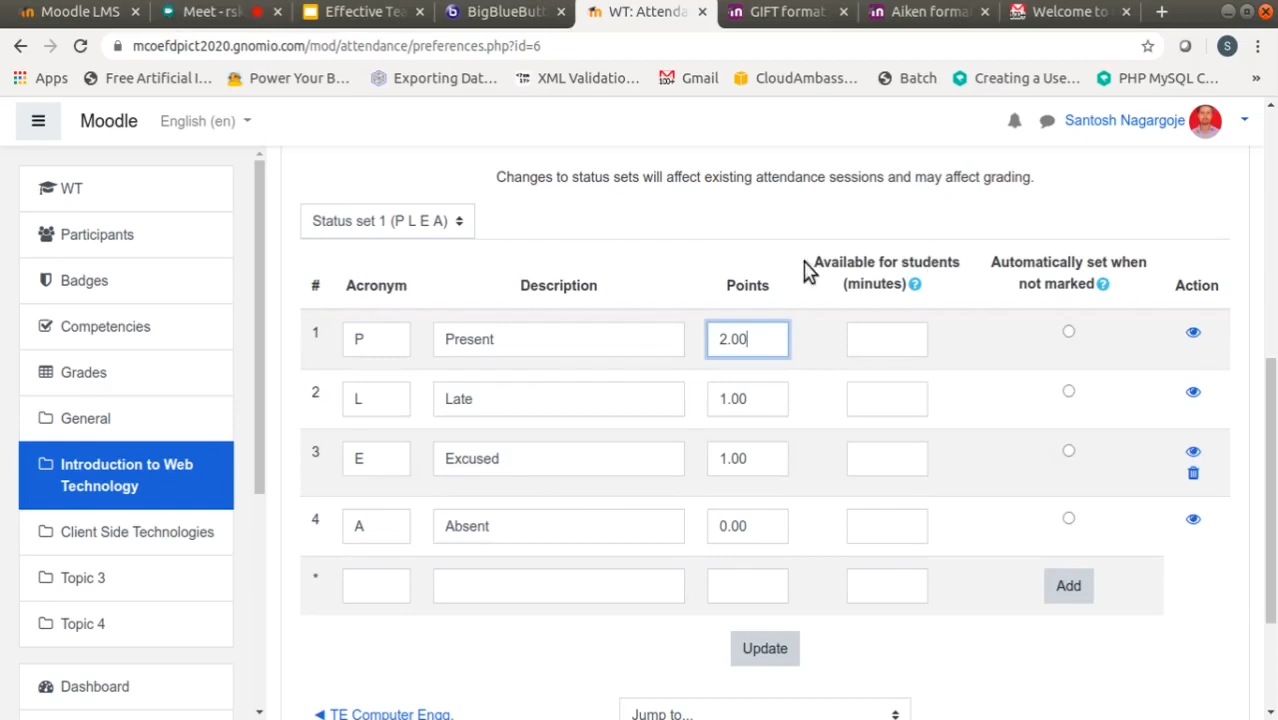 Moodle LMS
Meet - rsk
Effective Tea
BigBlueButt
WT: Attenda
GIFT format
Aiken forma
Welcome to
mcoefdpict2020.gnomio.com/mod/attendance/preferences.php?id=6
S
Apps
Free Artificial I...
Power Your B...
Exporting Dat...
XML Validatio...
Gmail
CloudAmbass...
Batch
Creating a Use...
PHP MySQL C...
Moodle
English (en)
Santosh Nagargoje
WT
Participants
Badges
Competencies
Grades
General
Introduction to Web
Technology
Client Side Technologies
Topic 3
Topic 4
Dashboard
Changes to status sets will affect existing attendance sessions and may affect grading.
Status set 1 (P L E A)
# Acronym Description Points Available for students (minutes) Automatically set when not marked Action
1 P Present 2.00
2 L Late 1.00
3 E Excused 1.00
4 A Absent 0.00
* Add
Update
◀ TE Computer Engg.
Jump to...